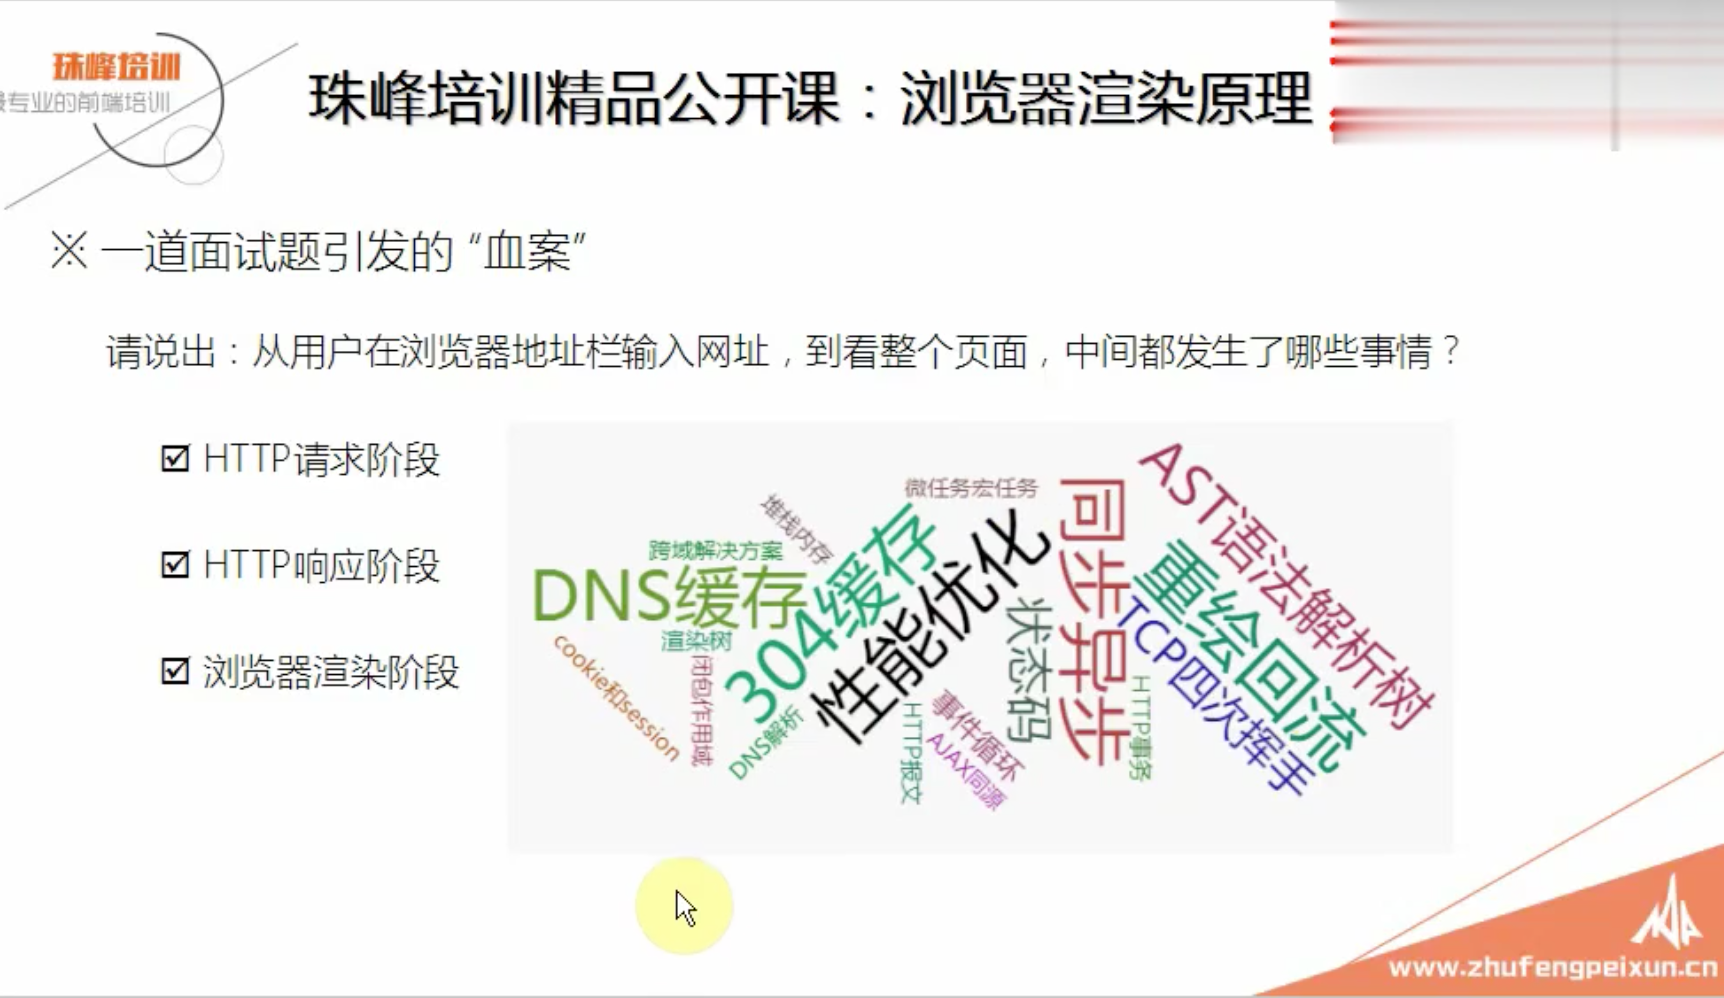 珠峰培训
专业的前端培训
珠峰培训精品公开课：浏览器渲染原理
※ 一道面试题引发的“血案”
请说出：从用户在浏览器地址栏输入网址，到看整个页面，中间都发生了哪些事情？
☑ HTTP请求阶段
☑ HTTP响应阶段
☑ 浏览器渲染阶段
AST语法解析树
微任务宏任务
同步异步
堆栈内存
跨域解决方案
DNS缓存
304缓存
性能优化
重绘回流
TCP四次挥手
状态码
渲染树
cookie和session
闭包作用域
DNS解析
HTTP报文
事件循环
AJAX同源
HTTP事务
www.zhufengpeixun.cn